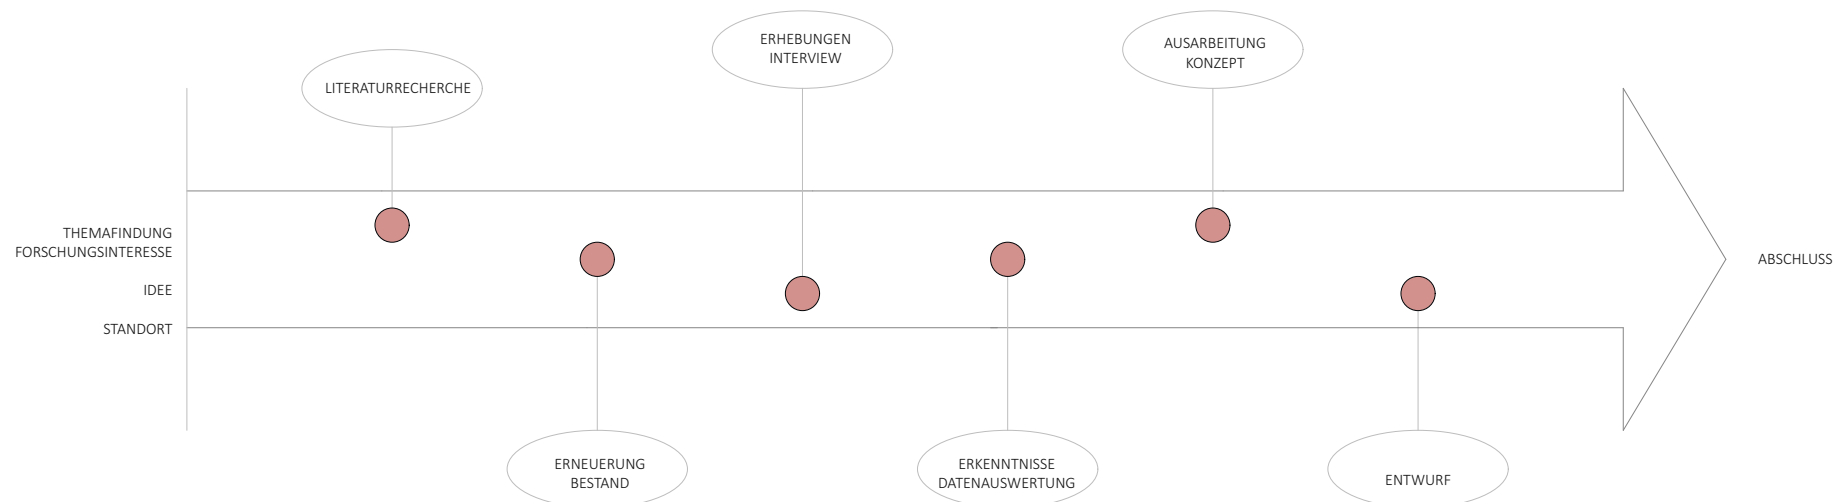 ERHEBUNGEN
INTERVIEW
AUSARBEITUNG
KONZEPT
LITERATURRECHERCHE
THEMAFINDUNG
FORSCHUNGSINTERESSE
IDEE
STANDORT
ABSCHLUSS
ERNEUERUNG
BESTAND
ERKENNTNISSE
DATENAUSWERTUNG
ENTWURF